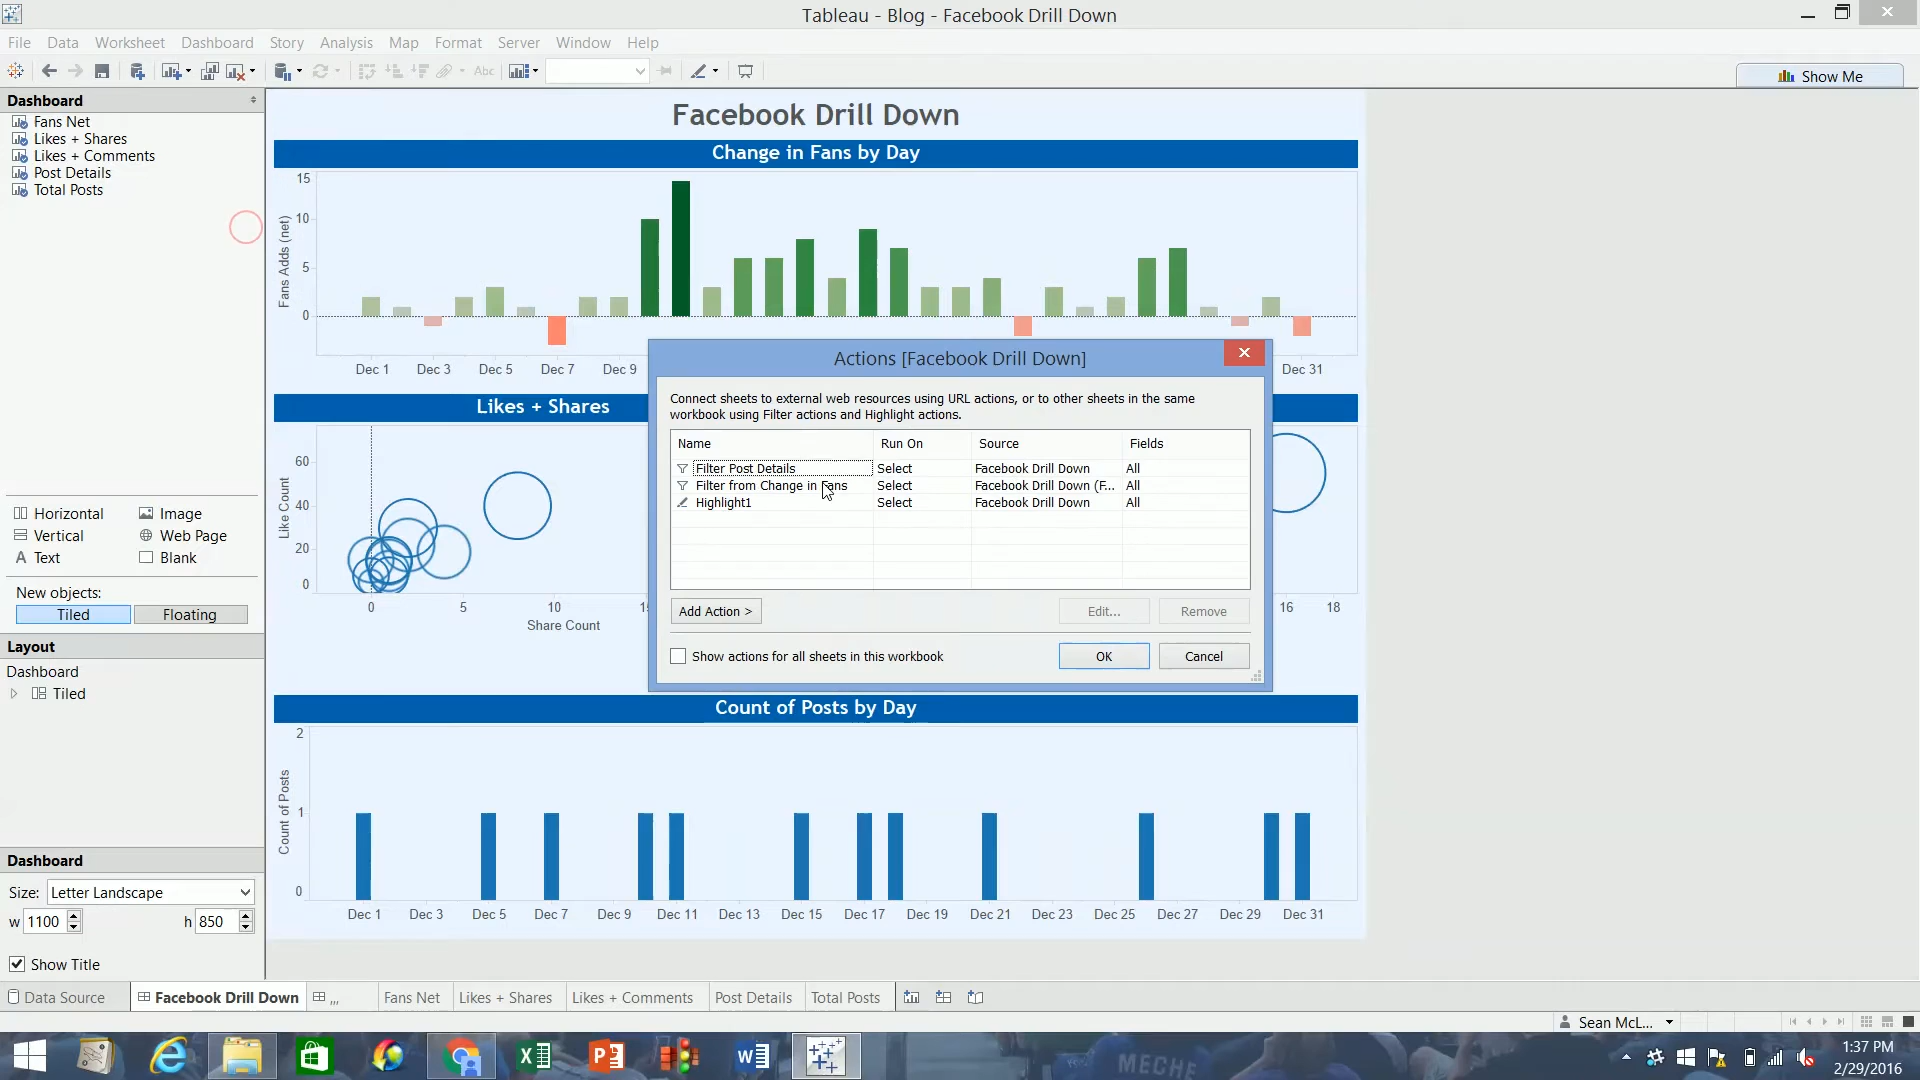 Tableau - Blog - Facebook Drill Down
File Data Worksheet Dashboard Story Analysis Map Format Server Window Help
Abc
Show Me
Dashboard
Fans Net
Likes + Shares
Likes + Comments
Post Details
Total Posts
Horizontal Image
Vertical Web Page
A Text Blank
New objects:
Tiled Floating
Layout
Dashboard
Tiled
Dashboard
Size: Letter Landscape
w 1100 h 850
Show Title
Facebook Drill Down
Change in Fans by Day
Fans Adds (net)
15
10
5
0
Dec 1 Dec 3 Dec 5 Dec 7 Dec 9 Dec 31
Likes + Shares
Like Count
60
40
20
0
0 5 10 16 18
Share Count
Actions [Facebook Drill Down]
Connect sheets to external web resources using URL actions, or to other sheets in the same
workbook using Filter actions and Highlight actions.
Name Run On Source Fields
Filter Post Details Select Facebook Drill Down All
Filter from Change in Fans Select Facebook Drill Down (F... All
Highlight1 Select Facebook Drill Down All
Add Action > Edit... Remove
Show actions for all sheets in this workbook OK Cancel
Count of Posts by Day
Count of Posts
2
1
0
Dec 1 Dec 3 Dec 5 Dec 7 Dec 9 Dec 11 Dec 13 Dec 15 Dec 17 Dec 19 Dec 21 Dec 23 Dec 25 Dec 27 Dec 29 Dec 31
Data Source Facebook Drill Down ,,, Fans Net Likes + Shares Likes + Comments Post Details Total Posts
Sean McL...
MECHE
1:37 PM
2/29/2016